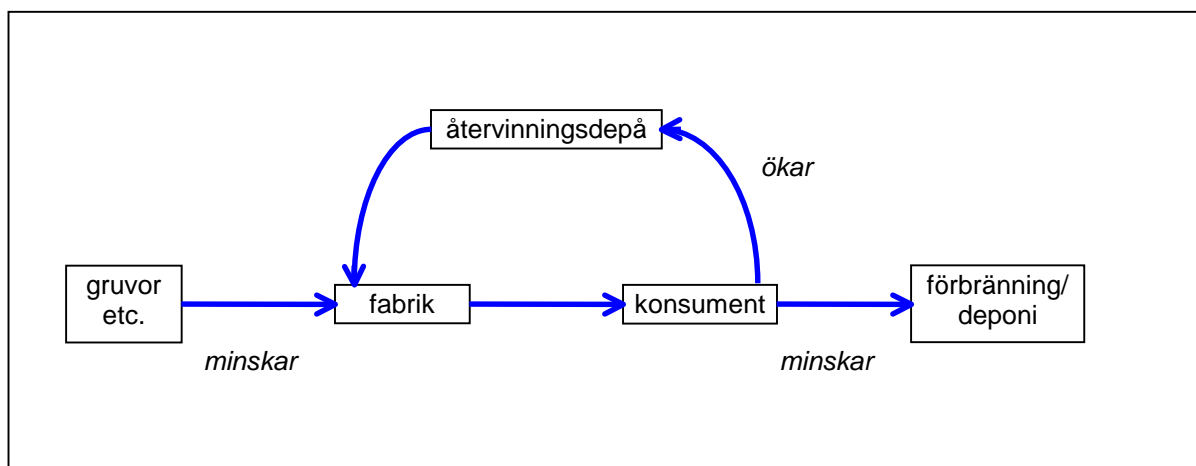 återvinningsdepå
ökar
gruvor
etc.
fabrik
konsument
förbränning/
deponi
minskar
minskar